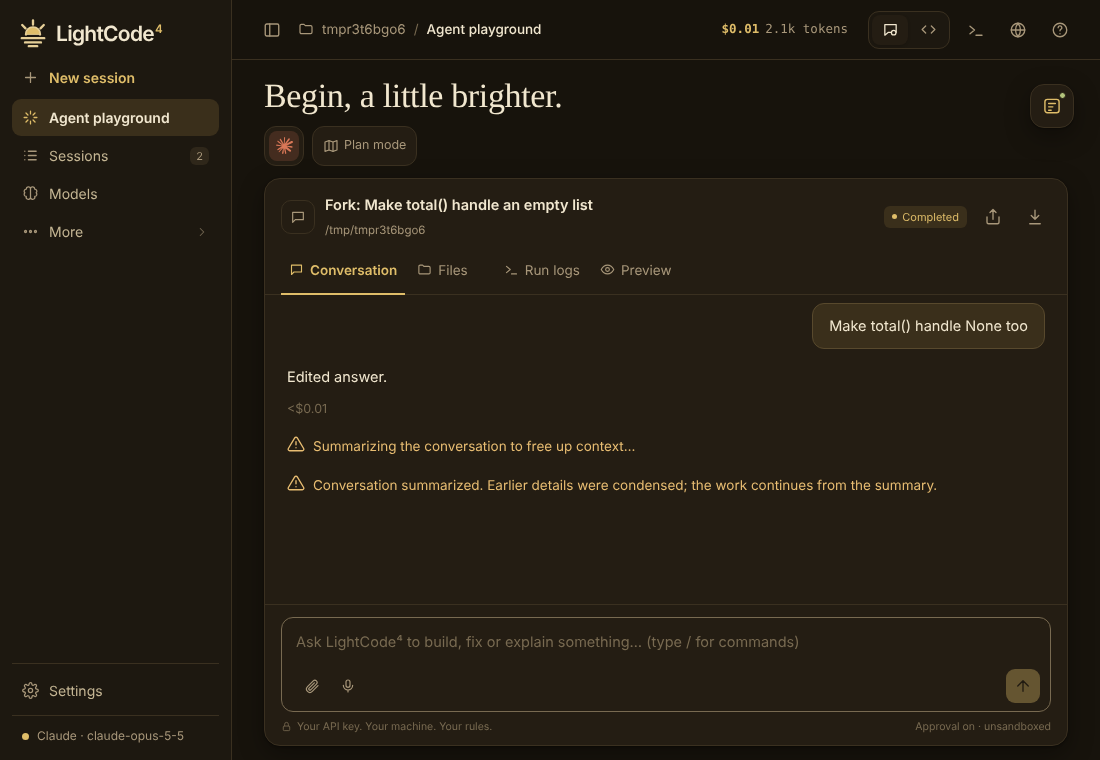 LightCode⁴
New session
Agent playground
Sessions 2
Models
More
Settings
Claude · claude-opus-5-5
tmpr3t6bgo6 / Agent playground
$0.01 2.1k tokens
Begin, a little brighter.
Plan mode
Fork: Make total() handle an empty list
/tmp/tmpr3t6bgo6
Completed
Conversation Files Run logs Preview
Make total() handle None too
Edited answer.
<$0.01
Summarizing the conversation to free up context...
Conversation summarized. Earlier details were condensed; the work continues from the summary.
Ask LightCode⁴ to build, fix or explain something... (type / for commands)
Your API key. Your machine. Your rules.
Approval on · unsandboxed